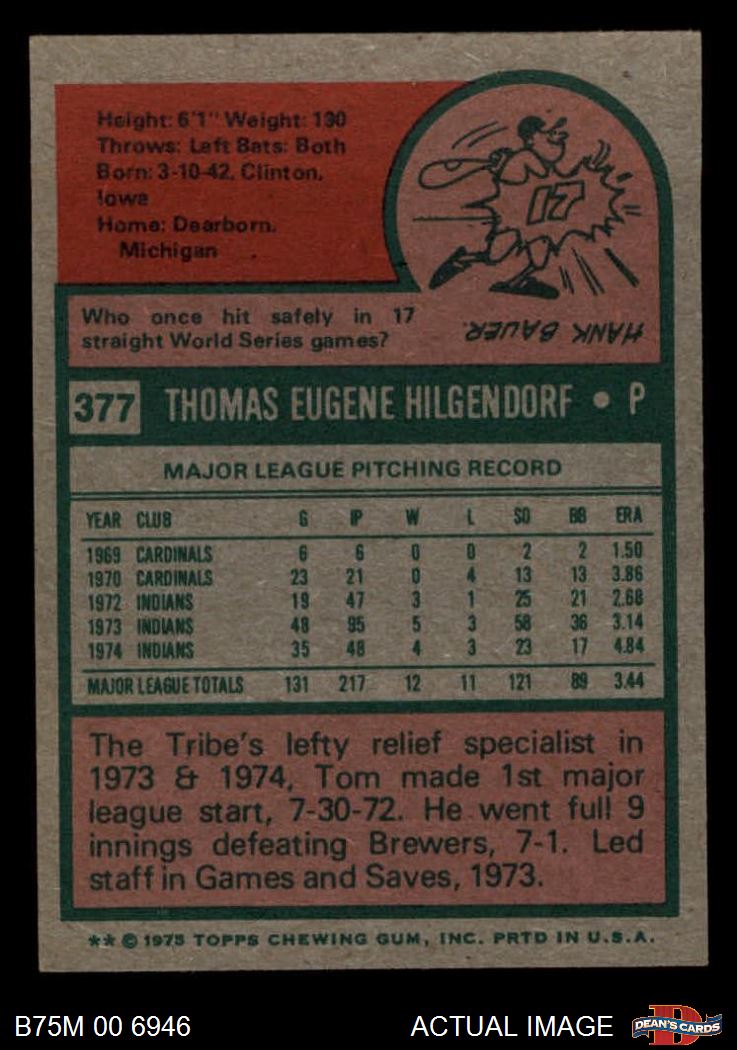 Height: 6'1" Weight: 190
Throws: Left Bats: Both
Born: 3-10-42, Clinton,
Iowa
Home: Dearborn,
Michigan
17
HANK BAUER
Who once hit safely in 17
straight World Series games?
377 THOMAS EUGENE HILGENDORF • P
MAJOR LEAGUE PITCHING RECORD
YEAR CLUB G IP W L SO BB ERA
1969 CARDINALS 6 6 0 0 2 2 1.50
1970 CARDINALS 23 21 0 4 13 13 3.86
1972 INDIANS 19 47 3 1 25 21 2.68
1973 INDIANS 48 95 5 3 58 36 3.14
1974 INDIANS 35 48 4 3 23 17 4.84
MAJOR LEAGUE TOTALS 131 217 12 11 121 89 3.44
The Tribe's lefty relief specialist in
1973 & 1974, Tom made 1st major
league start, 7-30-72. He went full 9
innings defeating Brewers, 7-1. Led
staff in Games and Saves, 1973.
** © 1975 TOPPS CHEWING GUM, INC. PRTD IN U.S.A.
B75M 00 6946 ACTUAL IMAGE
D
DEAN'S CARDS